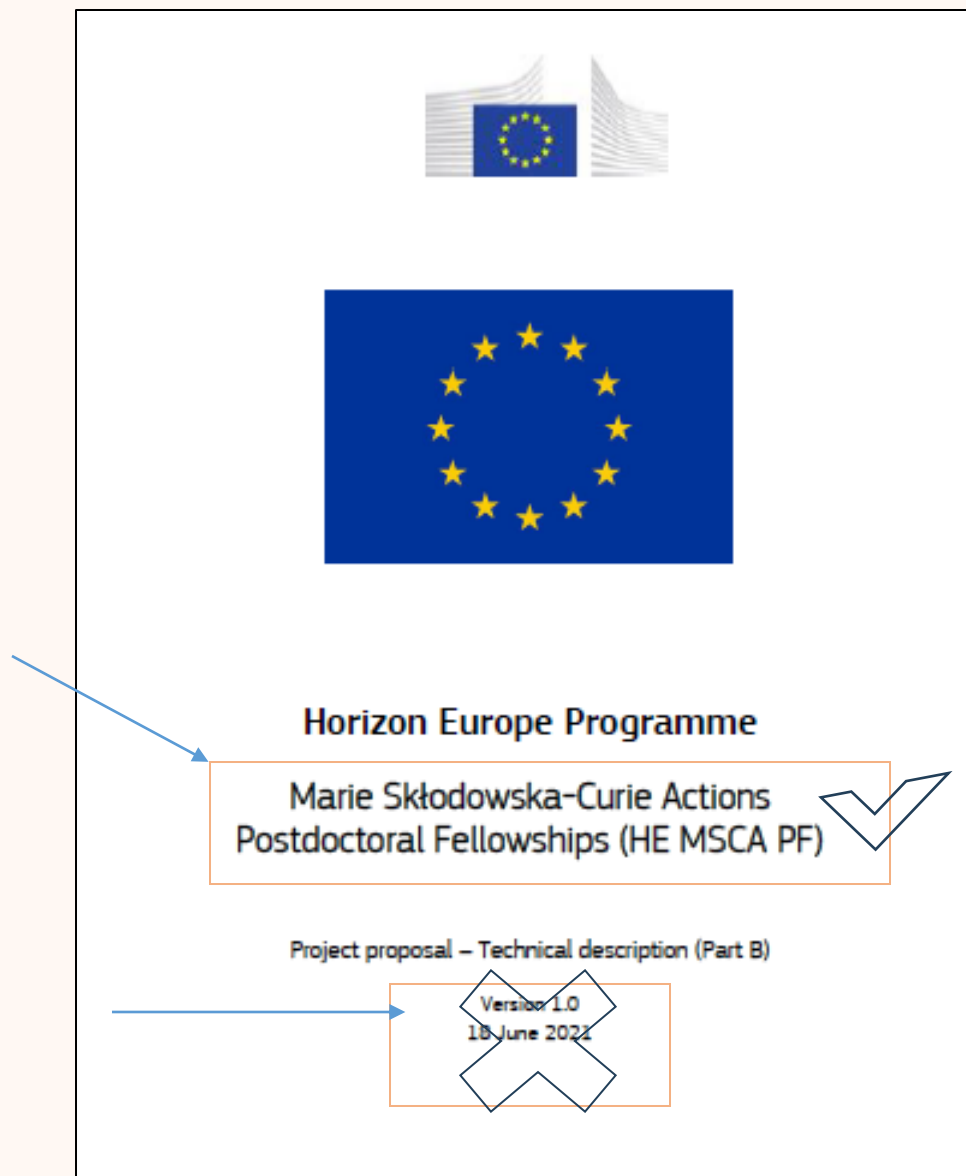 Horizon Europe Programme
Marie Skłodowska-Curie Actions
Postdoctoral Fellowships (HE MSCA PF)
Project proposal – Technical description (Part B)
Version 1.0
18 June 2021